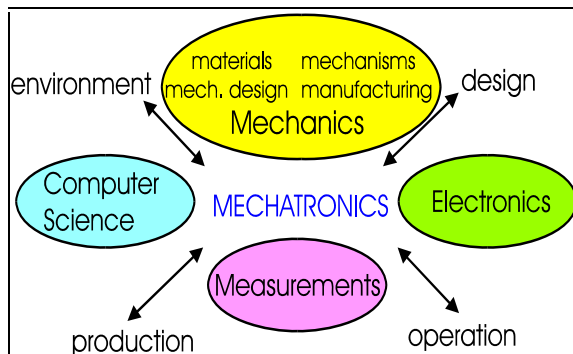 materials mechanisms
environment
design
mech. design manufacturing
Mechanics
Computer
Science
MECHATRONICS
Electronics
Measurements
production
operation